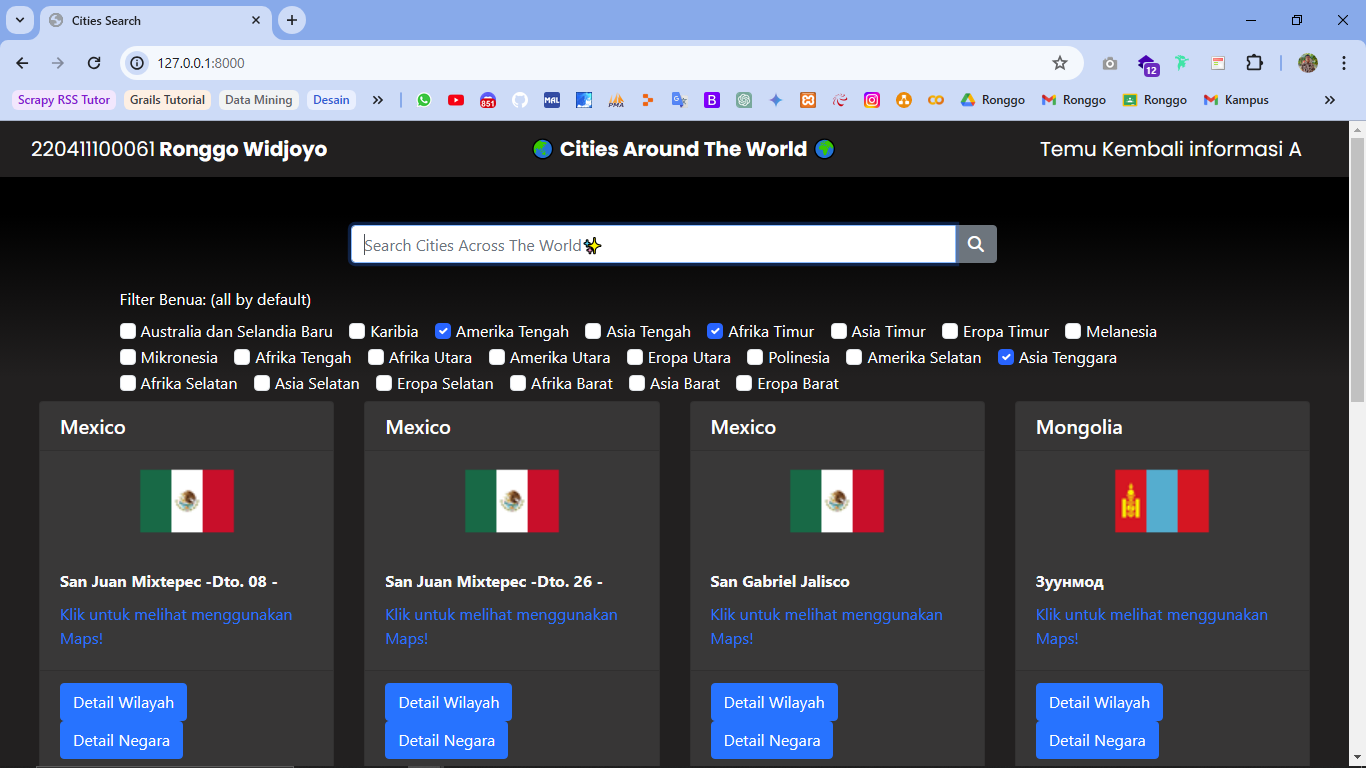 Cities Search
127.0.0.1:8000
12
Scrapy RSS Tutor Grails Tutorial Data Mining Desain 851 MAL PMA B Ronggo Ronggo Ronggo Kampus
220411100061 Ronggo Widjoyo Cities Around The World Temu Kembali informasi A
Search Cities Across The World
Filter Benua: (all by default)
Australia dan Selandia Baru Karibia Amerika Tengah Asia Tengah Afrika Timur Asia Timur Eropa Timur Melanesia
Mikronesia Afrika Tengah Afrika Utara Amerika Utara Eropa Utara Polinesia Amerika Selatan Asia Tenggara
Afrika Selatan Asia Selatan Eropa Selatan Afrika Barat Asia Barat Eropa Barat
Mexico Mexico Mexico Mongolia
San Juan Mixtepec -Dto. 08 - San Juan Mixtepec -Dto. 26 - San Gabriel Jalisco Зуунмод
Klik untuk melihat menggunakan Klik untuk melihat menggunakan Klik untuk melihat menggunakan Klik untuk melihat menggunakan
Maps! Maps! Maps! Maps!
Detail Wilayah Detail Wilayah Detail Wilayah Detail Wilayah
Detail Negara Detail Negara Detail Negara Detail Negara